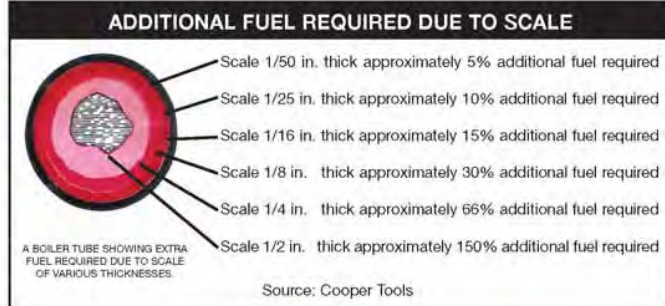 ADDITIONAL FUEL REQUIRED DUE TO SCALE
Scale 1/50 in. thick approximately 5% additional fuel required
Scale 1/25 in. thick approximately 10% additional fuel required
Scale 1/16 in. thick approximately 15% additional fuel required
Scale 1/8 in. thick approximately 30% additional fuel required
Scale 1/4 in. thick approximately 66% additional fuel required
Scale 1/2 in. thick approximately 150% additional fuel required
A BOILER TUBE SHOWING EXTRA
FUEL REQUIRED DUE TO SCALE
OF VARIOUS THICKNESSES.
Source: Cooper Tools